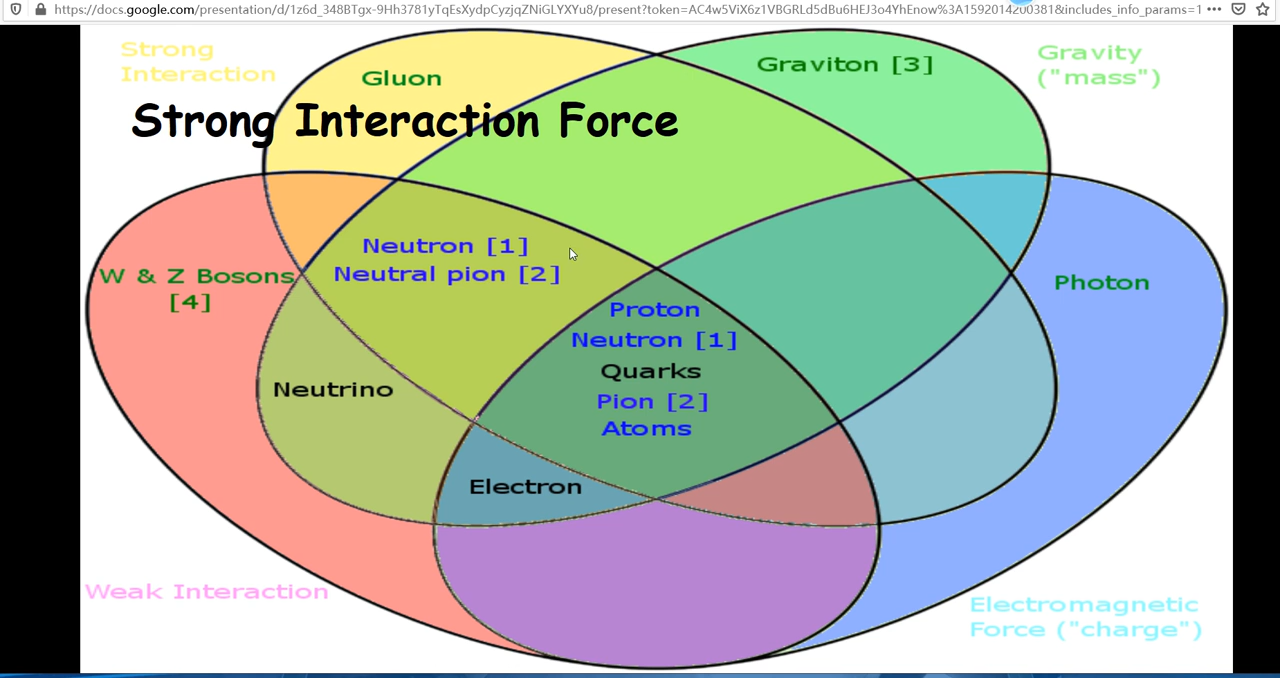 https://docs.google.com/presentation/d/1z6d_348BTgx-9Hh3781yTqEsXydpCyzjqZNiGLYXYu8/present?token=AC4w5ViX6z1VBGRLd5dBu6HEJ3o4YhEnow%3A1592014200381&includes_info_params=1
Strong
Interaction
Gluon
Graviton [3]
Gravity
("mass")
Strong Interaction Force
Neutron [1]
Neutral pion [2]
W & Z Bosons
[4]
Photon
Proton
Neutron [1]
Quarks
Pion [2]
Atoms
Neutrino
Electron
Weak Interaction
Electromagnetic
Force ("charge")